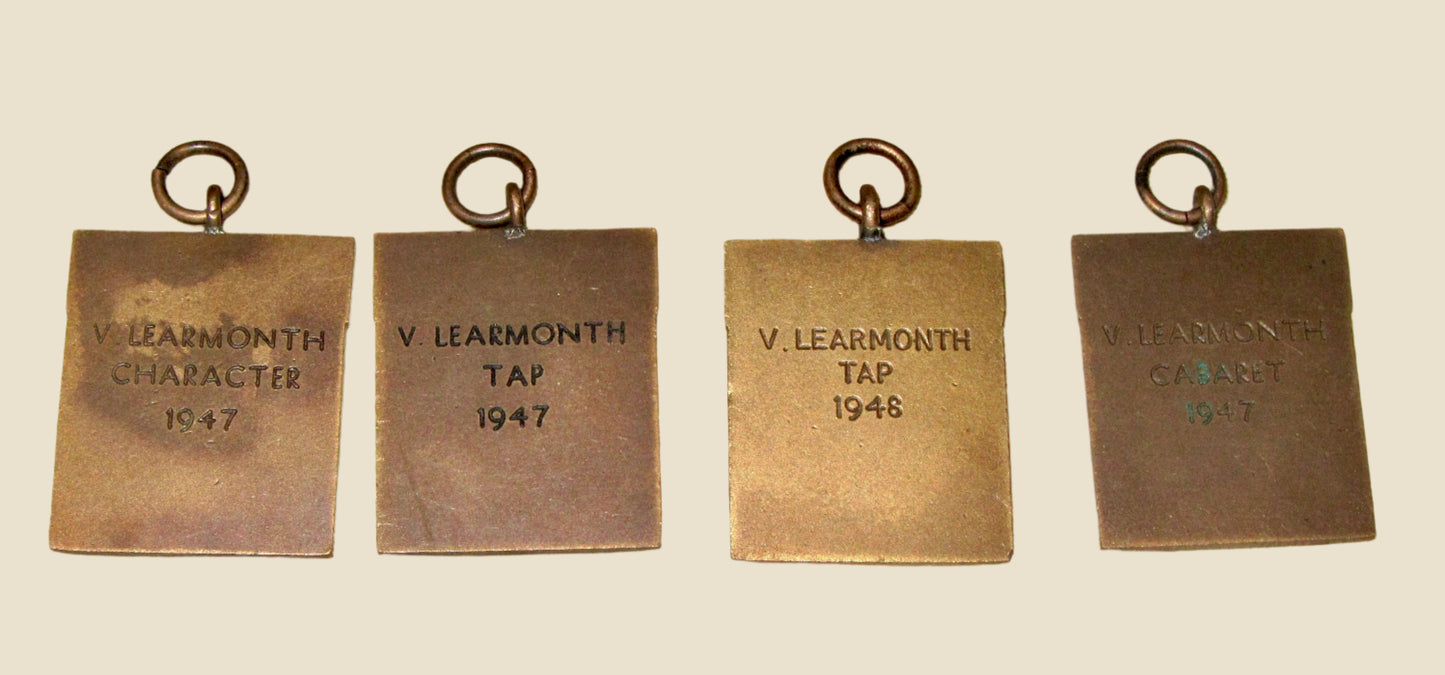 V. LEARMONTH
CHARACTER
1947
V. LEARMONTH
TAP
1947
V. LEARMONTH
TAP
1948
V. LEARMONTH
CABARET
1947